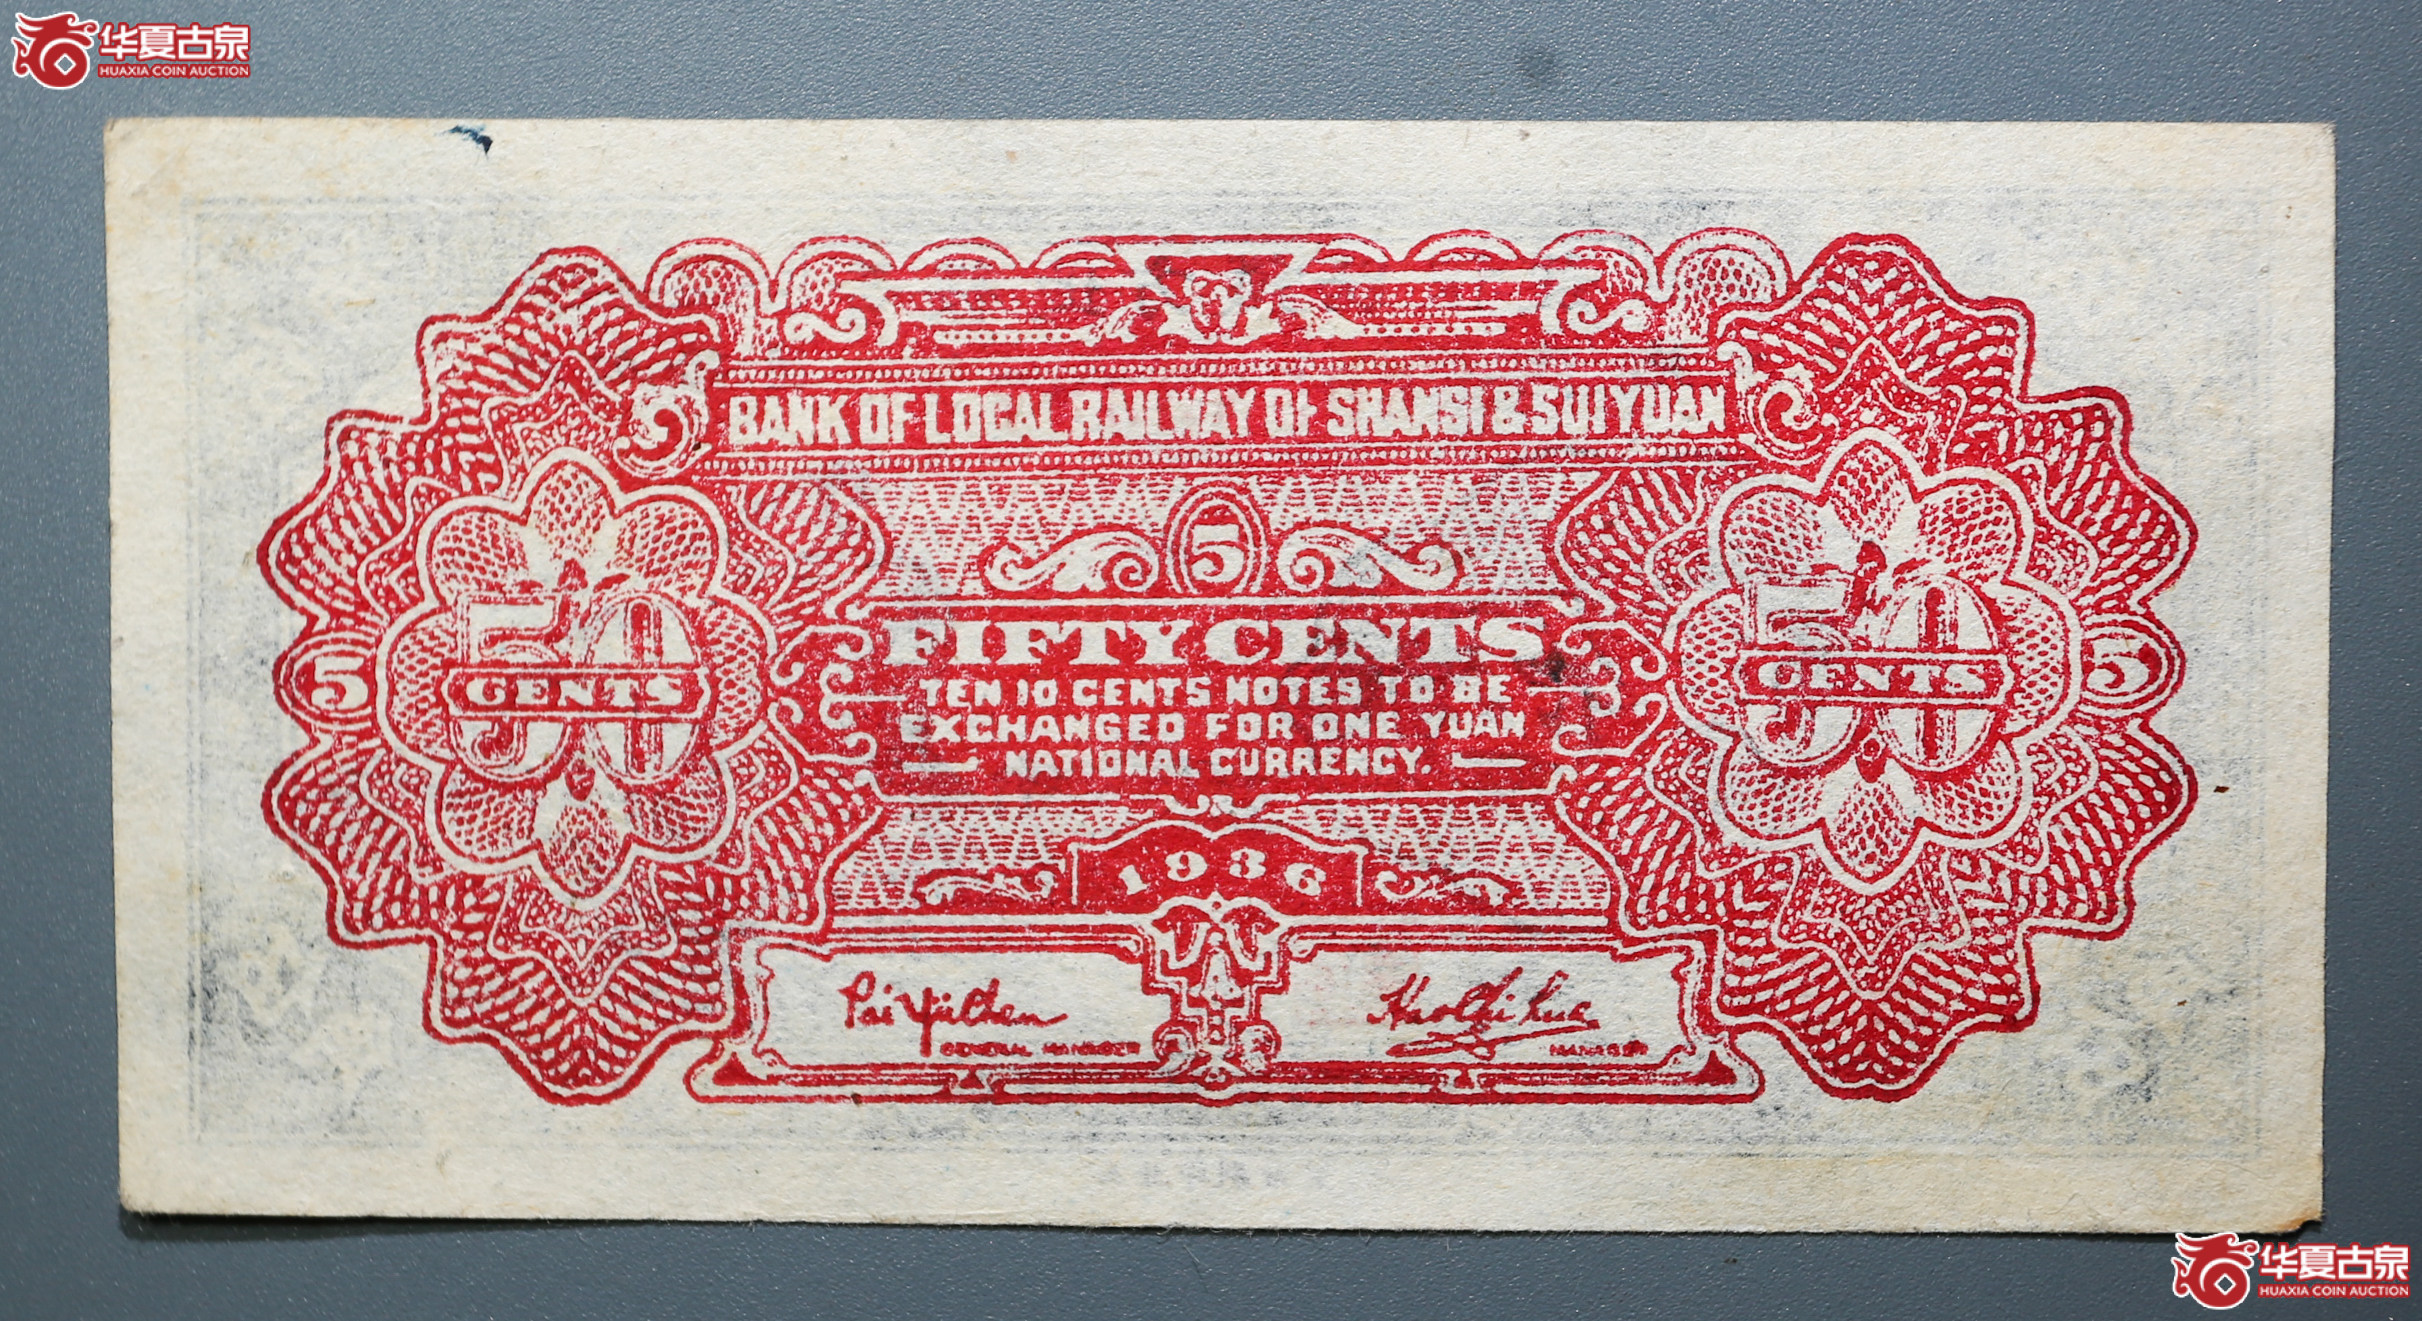 华夏古泉
HUAXIA COIN AUCTION
BANK OF LOCAL RAILWAY OF SHANSI & SUIYUAN
5
5
5
FIFTY CENTS
TEN 10 CENTS NOTES TO BE
EXCHANGED FOR ONE YUAN
NATIONAL CURRENCY.
5
50
CENTS
50
CENTS
5
1936
GENERAL MANAGER
MANAGER
华夏古泉
HUAXIA COIN AUCTION